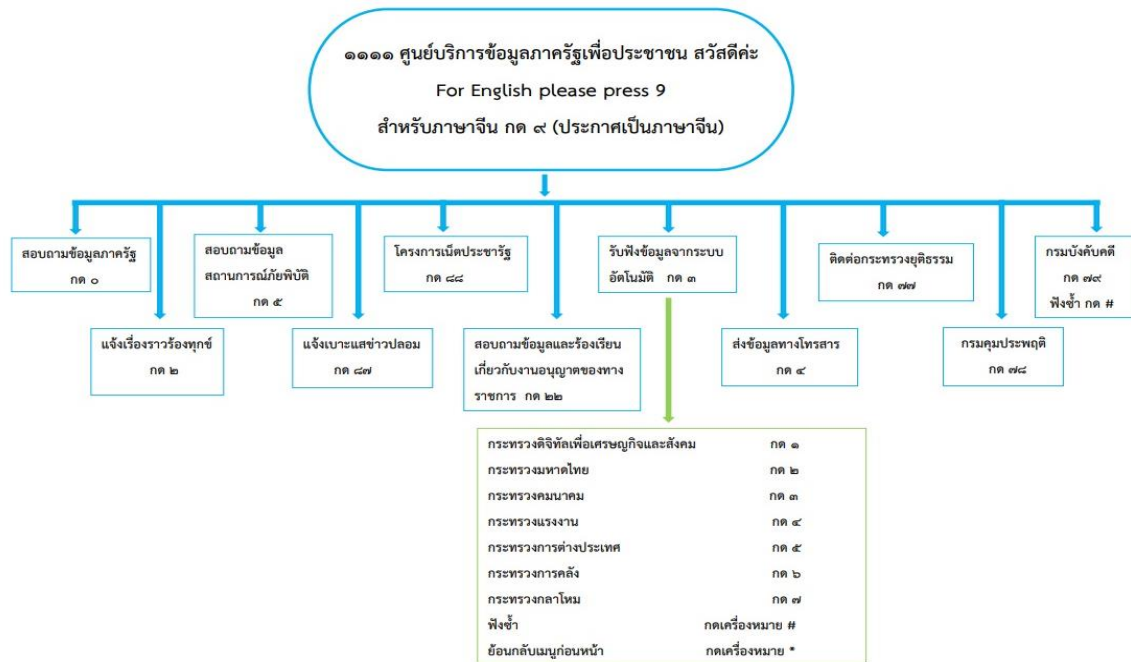 ๑๑๑๑ ศูนย์บริการข้อมูลภาครัฐเพื่อประชาชน สวัสดีค่ะ
For English please press 9
สำหรับภาษาจีน กด ๙ (ประกาศเป็นภาษาจีน)
สอบถามข้อมูลภาครัฐ
กด ๐
แจ้งเรื่องราวร้องทุกข์
กด ๒
สอบถามข้อมูล
สถานการณ์ภัยพิบัติ
กด ๕
แจ้งเบาะแสข่าวปลอม
กด ๘๗
โครงการเน็ตประชารัฐ
กด ๘๘
สอบถามข้อมูลและร้องเรียน
เกี่ยวกับงานอนุญาตของทาง
ราชการ กด ๒๒
รับฟังข้อมูลจากระบบ
อัตโนมัติ กด ๓
ส่งข้อมูลทางโทรสาร
กด ๔
ติดต่อกระทรวงยุติธรรม
กด ๗๗
กรมคุมประพฤติ
กด ๗๘
กรมบังคับคดี
กด ๗๙
ฟังซ้ำ กด #
กระทรวงดิจิทัลเพื่อเศรษฐกิจและสังคม กด ๑
กระทรวงมหาดไทย กด ๒
กระทรวงคมนาคม กด ๓
กระทรวงแรงงาน กด ๔
กระทรวงการต่างประเทศ กด ๕
กระทรวงการคลัง กด ๖
กระทรวงกลาโหม กด ๗
ฟังซ้ำ กดเครื่องหมาย #
ย้อนกลับเมนูก่อนหน้า กดเครื่องหมาย *